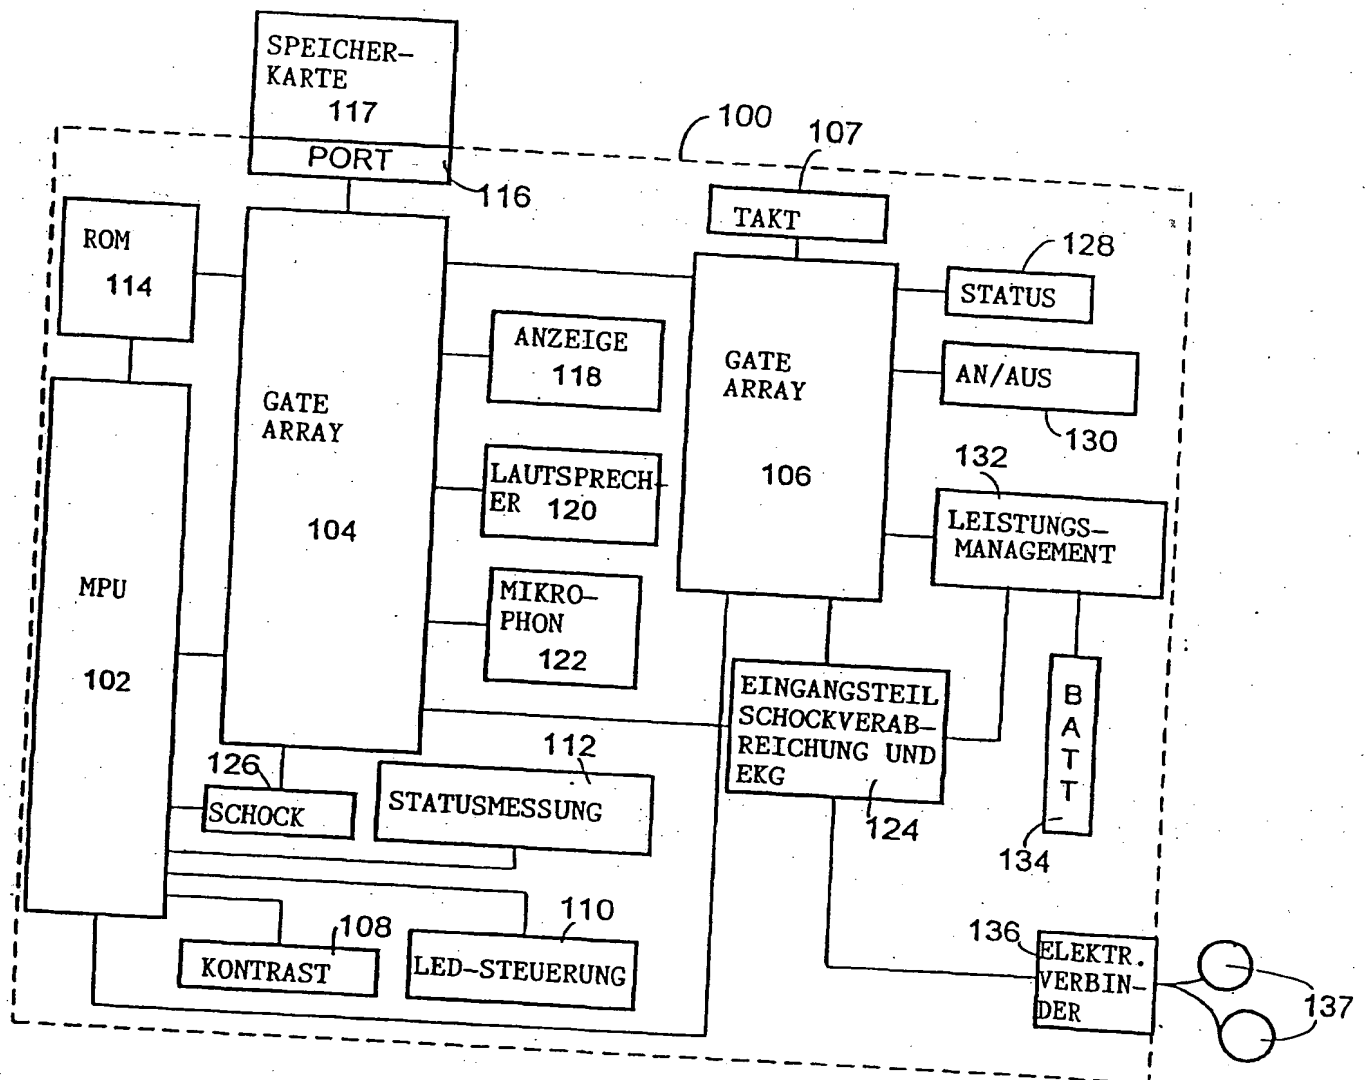 SPEICHER-
KARTE
117
PORT
116
100
107
TAKT
ROM
114
128
STATUS
ANZEIGE
118
GATE
ARRAY
106
AN/AUS
130
GATE
ARRAY
104
LAUTSPRECH-
ER 120
132
LEISTUNGS-
MANAGEMENT
MPU
102
MIKRO-
PHON
122
EINGANGSTEIL
SCHOCKVERAB-
REICHUNG UND
EKG
124
BATT
134
126
SCHOCK
112
STATUSMESSUNG
108
KONTRAST
110
LED-STEUERUNG
136
ELEKTR.
VERBIN-
DER
137